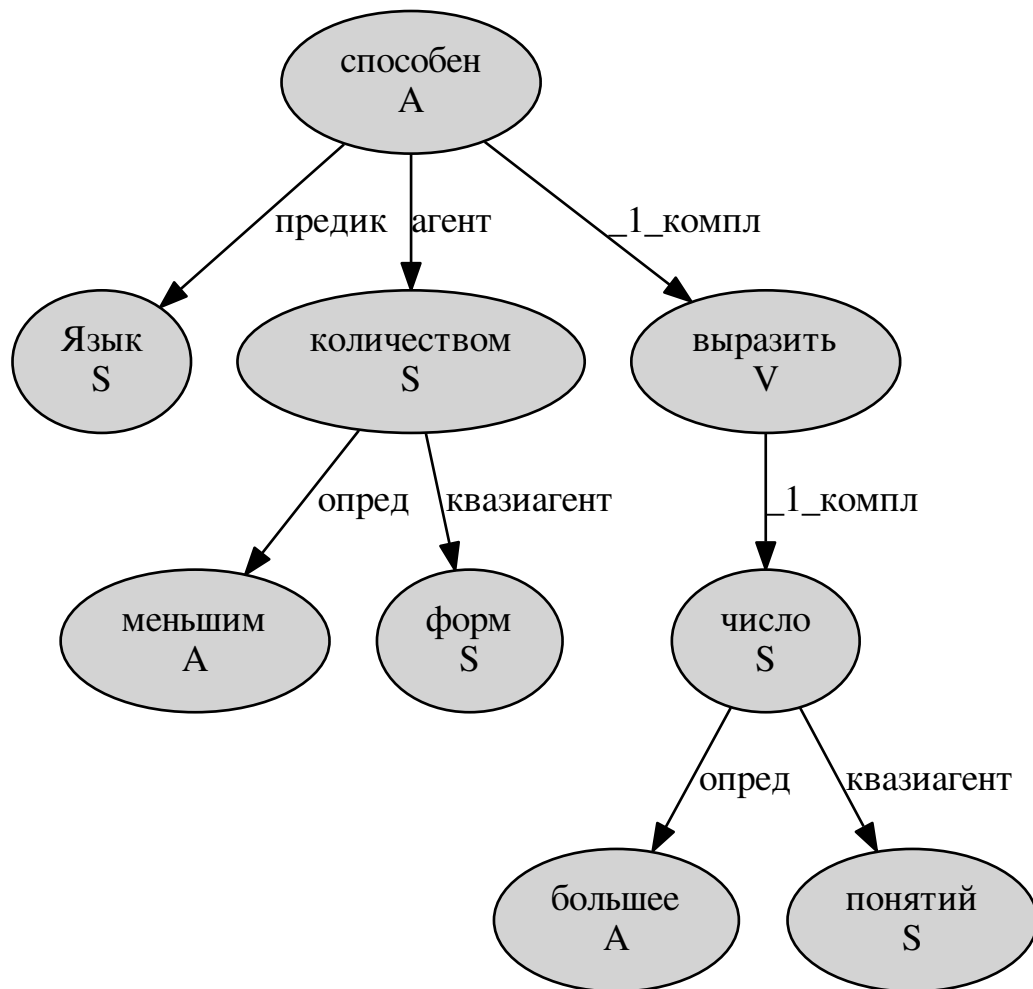 способен
A
предик
агент
_1_компл
Язык
S
количеством
S
выразить
V
опред
квазиагент
_1_компл
меньшим
A
форм
S
число
S
опред
квазиагент
большее
A
понятий
S